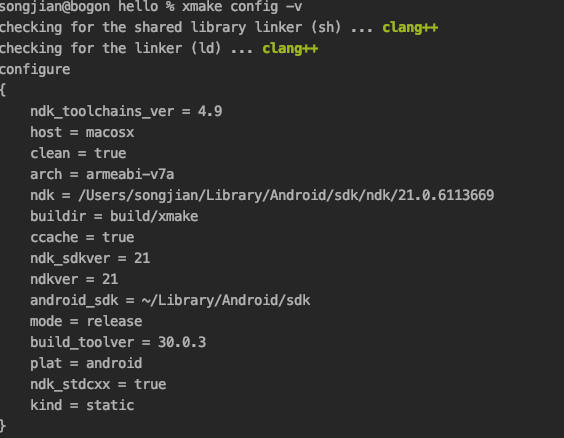 songjian@bogon hello % xmake config -v
checking for the shared library linker (sh) ... clang++
checking for the linker (ld) ... clang++
configure
{
    ndk_toolchains_ver = 4.9
    host = macosx
    clean = true
    arch = armeabi-v7a
    ndk = /Users/songjian/Library/Android/sdk/ndk/21.0.6113669
    buildir = build/xmake
    ccache = true
    ndk_sdkver = 21
    ndkver = 21
    android_sdk = ~/Library/Android/sdk
    mode = release
    build_toolver = 30.0.3
    plat = android
    ndk_stdcxx = true
    kind = static
}